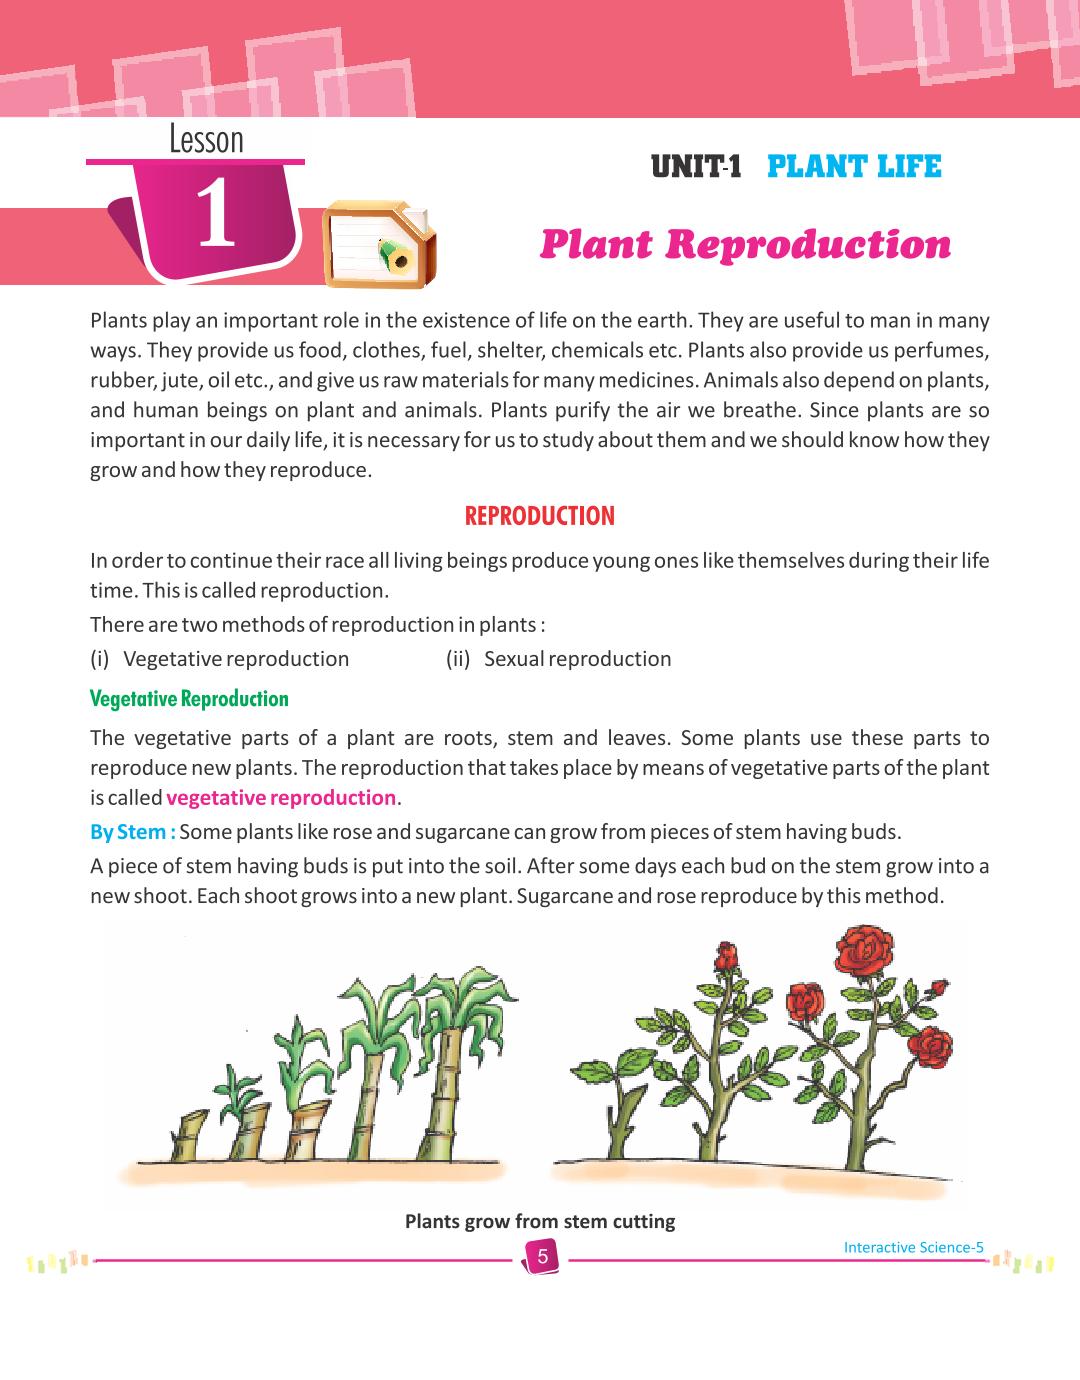 Lesson
1
UNIT-1 PLANT LIFE
Plant Reproduction
Plants play an important role in the existence of life on the earth. They are useful to man in many
ways. They provide us food, clothes, fuel, shelter, chemicals etc. Plants also provide us perfumes,
rubber, jute, oil etc., and give us raw materials for many medicines. Animals also depend on plants,
and human beings on plant and animals. Plants purify the air we breathe. Since plants are so
important in our daily life, it is necessary for us to study about them and we should know how they
grow and how they reproduce.
REPRODUCTION
In order to continue their race all living beings produce young ones like themselves during their life
time. This is called reproduction.
There are two methods of reproduction in plants :
(i) Vegetative reproduction (ii) Sexual reproduction
Vegetative Reproduction
The vegetative parts of a plant are roots, stem and leaves. Some plants use these parts to
reproduce new plants. The reproduction that takes place by means of vegetative parts of the plant
is called vegetative reproduction.
By Stem : Some plants like rose and sugarcane can grow from pieces of stem having buds.
A piece of stem having buds is put into the soil. After some days each bud on the stem grow into a
new shoot. Each shoot grows into a new plant. Sugarcane and rose reproduce by this method.
Plants grow from stem cutting
Interactive Science-5
5